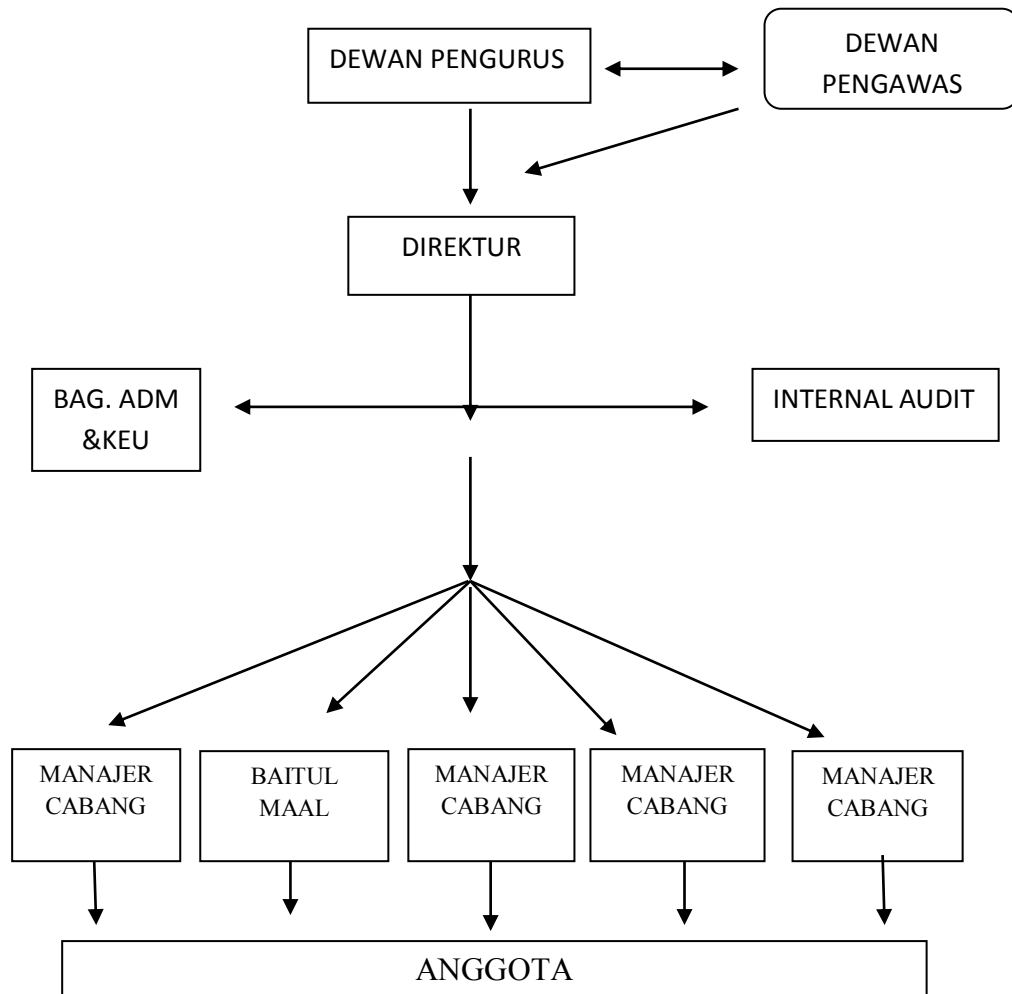 DEWAN PENGURUS
DEWAN
PENGAWAS
DIREKTUR
BAG. ADM
&KEU
INTERNAL AUDIT
MANAJER
CABANG
BAITUL
MAAL
MANAJER
CABANG
MANAJER
CABANG
MANAJER
CABANG
ANGGOTA